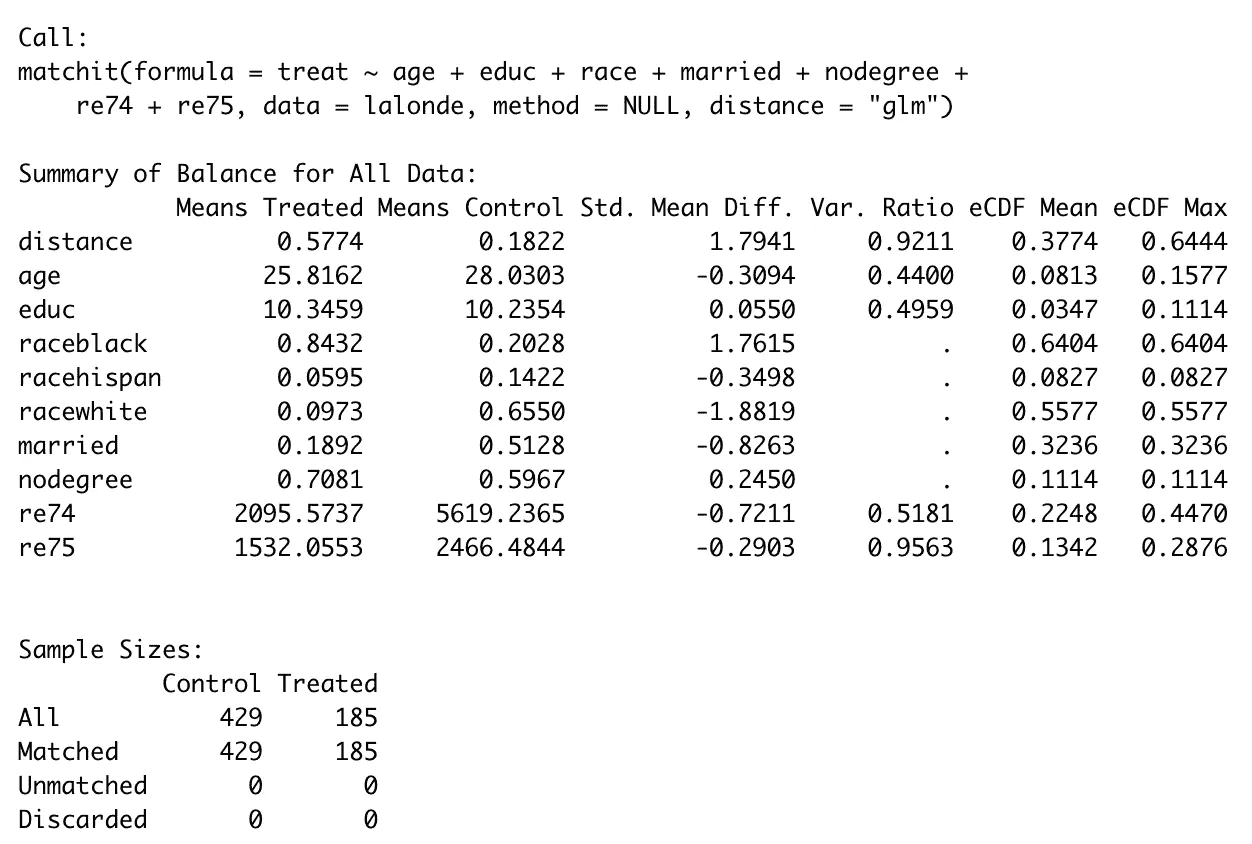 Call:
matchit(formula = treat ~ age + educ + race + married + nodegree +
    re74 + re75, data = lalonde, method = NULL, distance = "glm")
Summary of Balance for All Data:
           Means Treated Means Control Std. Mean Diff. Var. Ratio eCDF Mean eCDF Max
distance          0.5774        0.1822          1.7941     0.9211    0.3774   0.6444
age              25.8162       28.0303         -0.3094     0.4400    0.0813   0.1577
educ             10.3459       10.2354          0.0550     0.4959    0.0347   0.1114
raceblack         0.8432        0.2028          1.7615          .    0.6404   0.6404
racehispan        0.0595        0.1422         -0.3498          .    0.0827   0.0827
racewhite         0.0973        0.6550         -1.8819          .    0.5577   0.5577
married           0.1892        0.5128         -0.8263          .    0.3236   0.3236
nodegree          0.7081        0.5967          0.2450          .    0.1114   0.1114
re74           2095.5737     5619.2365         -0.7211     0.5181    0.2248   0.4470
re75           1532.0553     2466.4844         -0.2903     0.9563    0.1342   0.2876
Sample Sizes:
          Control Treated
All           429     185
Matched       429     185
Unmatched       0       0
Discarded       0       0